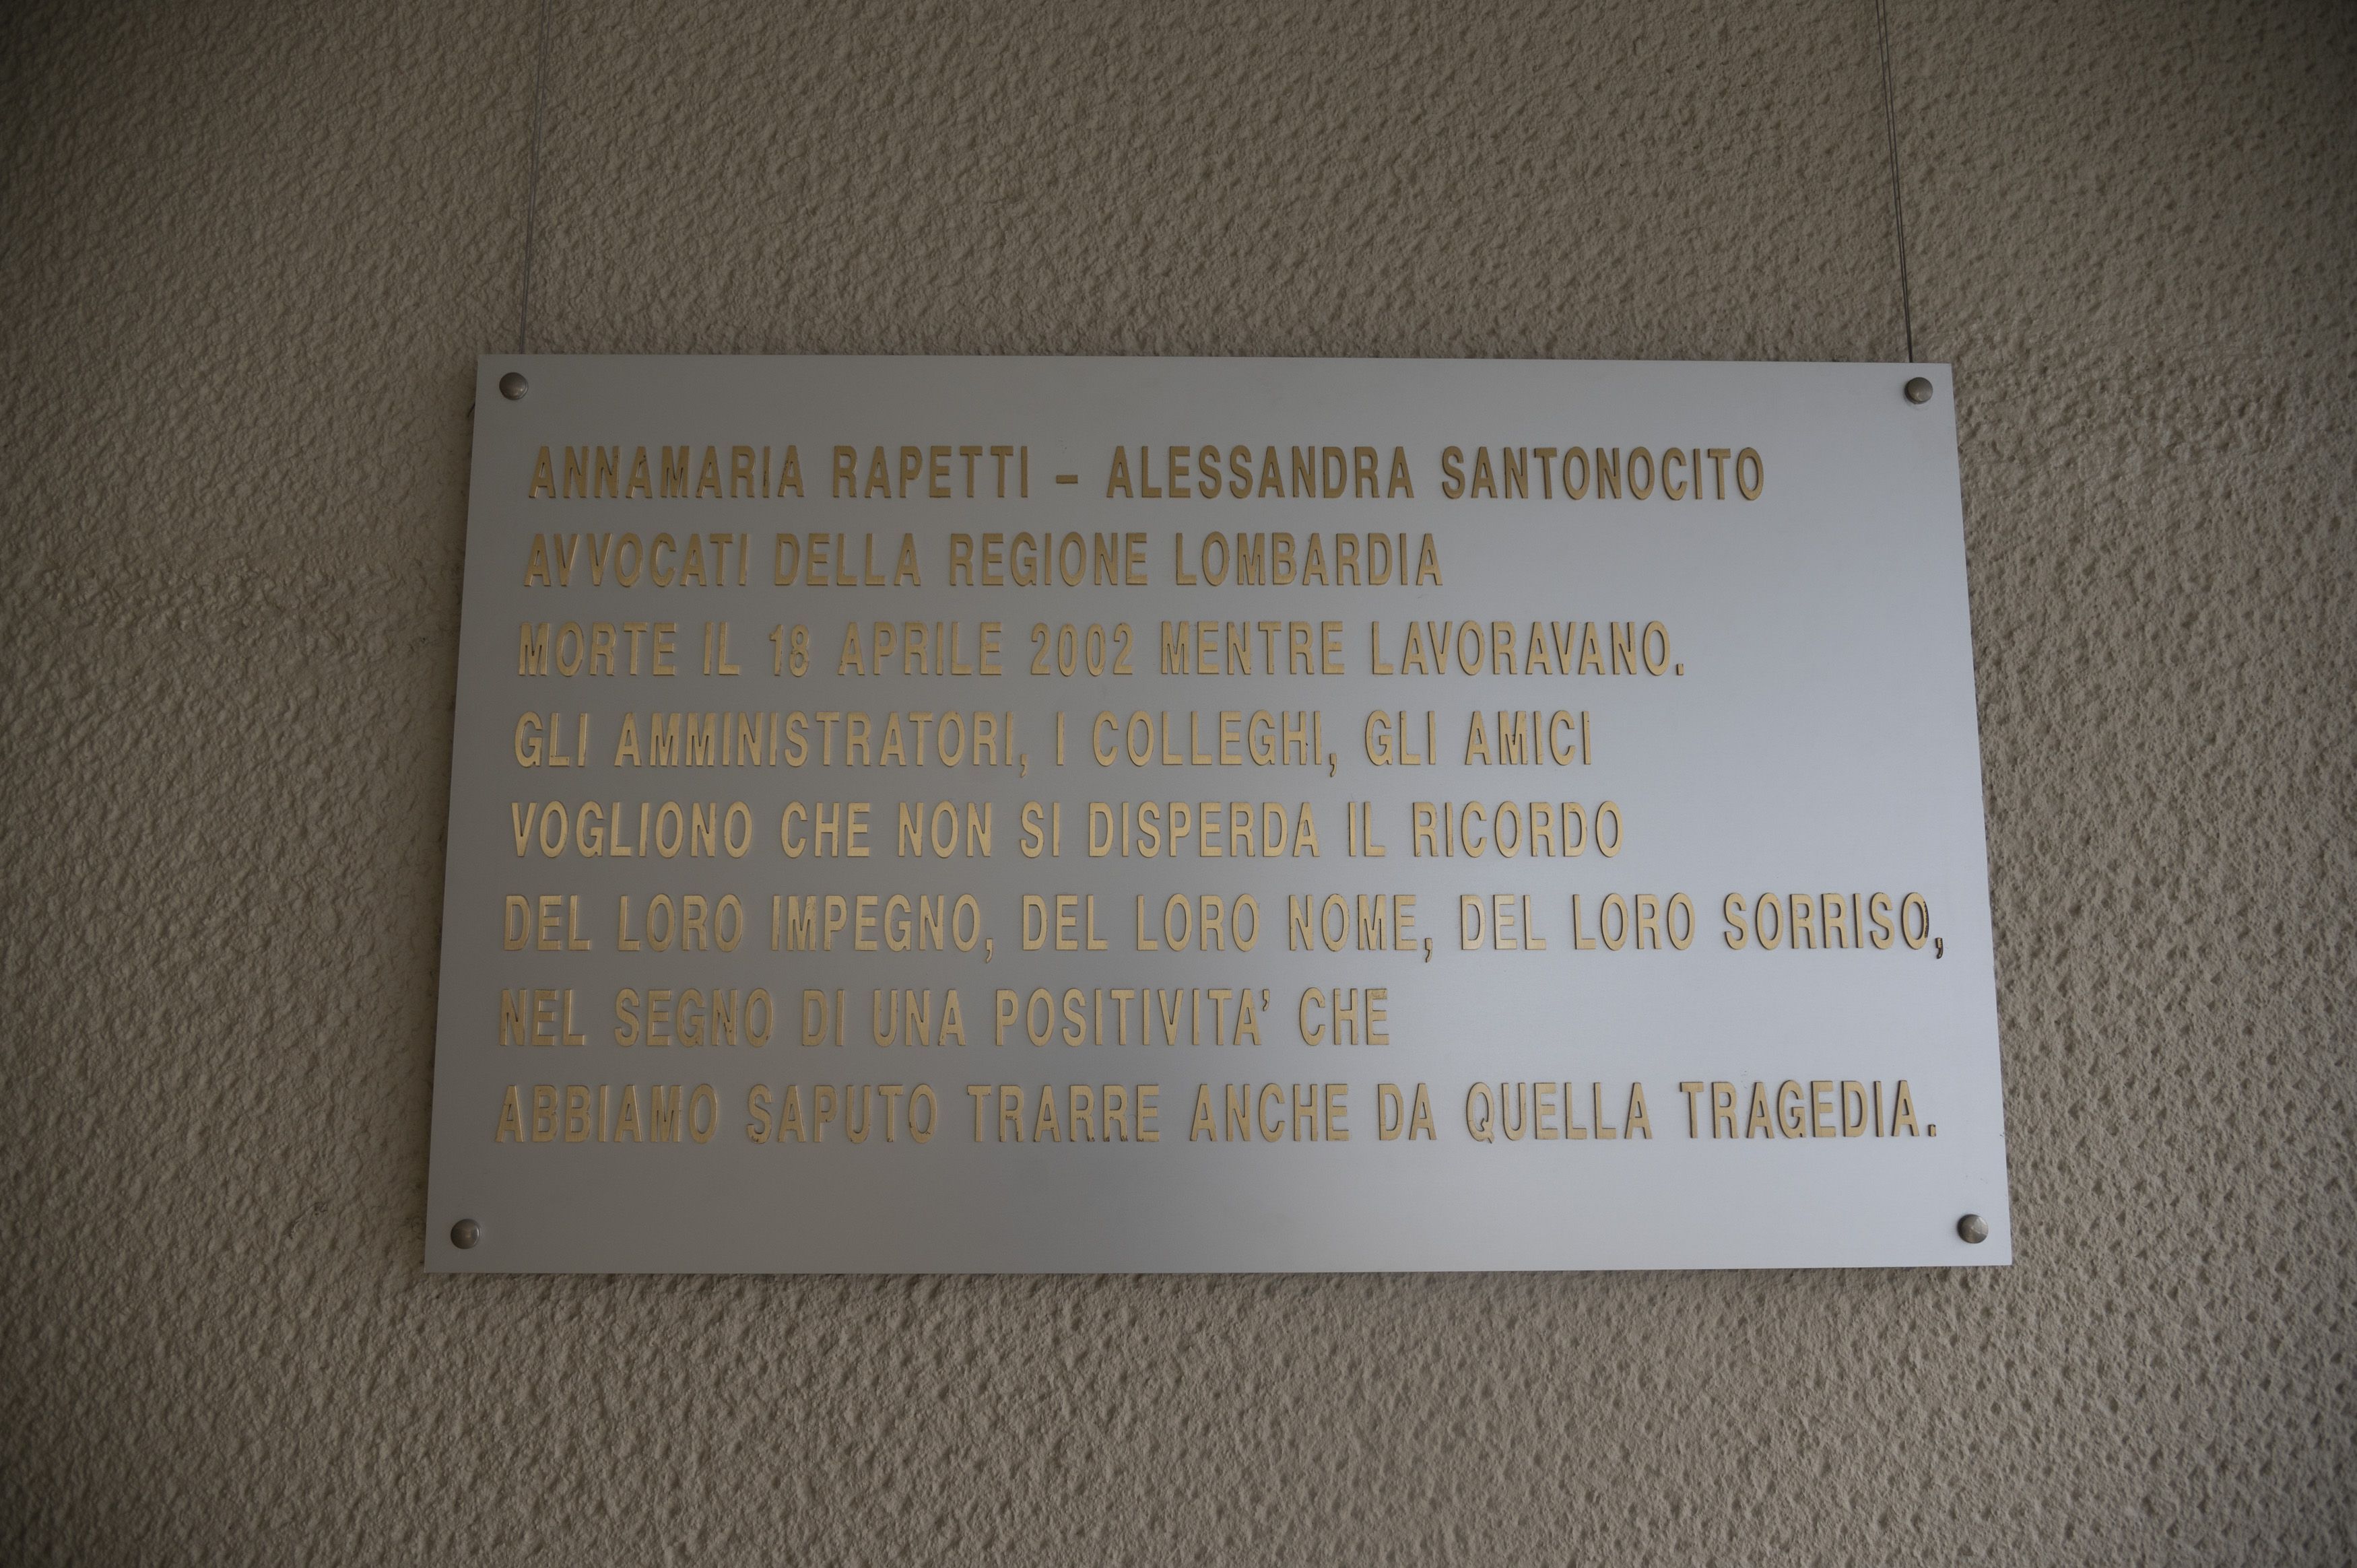 ANNAMARIA RAPETTI – ALESSANDRA SANTONOCITO
AVVOCATI DELLA REGIONE LOMBARDIA
MORTE IL 18 APRILE 2002 MENTRE LAVORAVANO.
GLI AMMINISTRATORI, I COLLEGHI, GLI AMICI
VOGLIONO CHE NON SI DISPERDA IL RICORDO
DEL LORO IMPEGNO, DEL LORO NOME, DEL LORO SORRISO,
NEL SEGNO DI UNA POSITIVITA' CHE
ABBIAMO SAPUTO TRARRE ANCHE DA QUELLA TRAGEDIA.